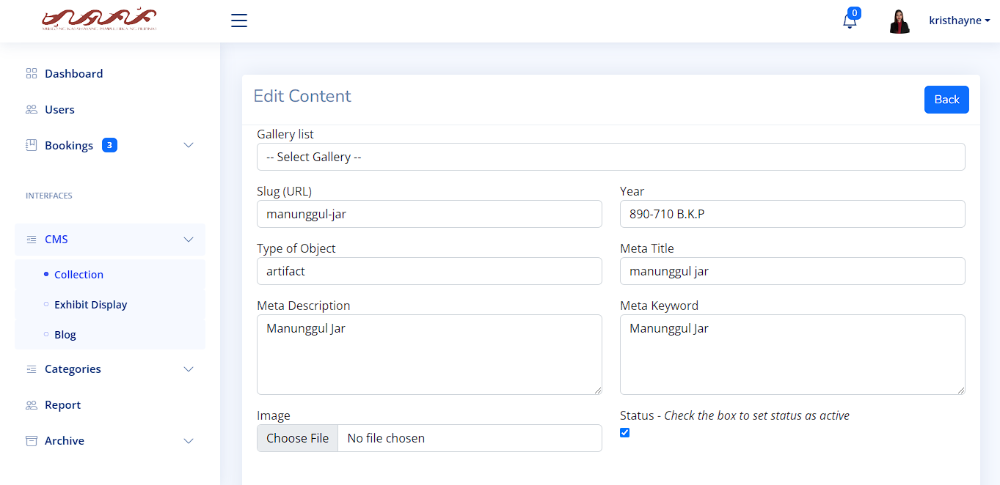 0
kristhayne
Dashboard
Users
Bookings 3
INTERFACES
CMS
Collection
Exhibit Display
Blog
Categories
Report
Archive
Edit Content
Back
Gallery list
-- Select Gallery --
Slug (URL)
manunggul-jar
Year
890-710 B.K.P
Type of Object
artifact
Meta Title
manunggul jar
Meta Description
Manunggul Jar
Meta Keyword
Manunggul Jar
Image
Choose File No file chosen
Status - Check the box to set status as active